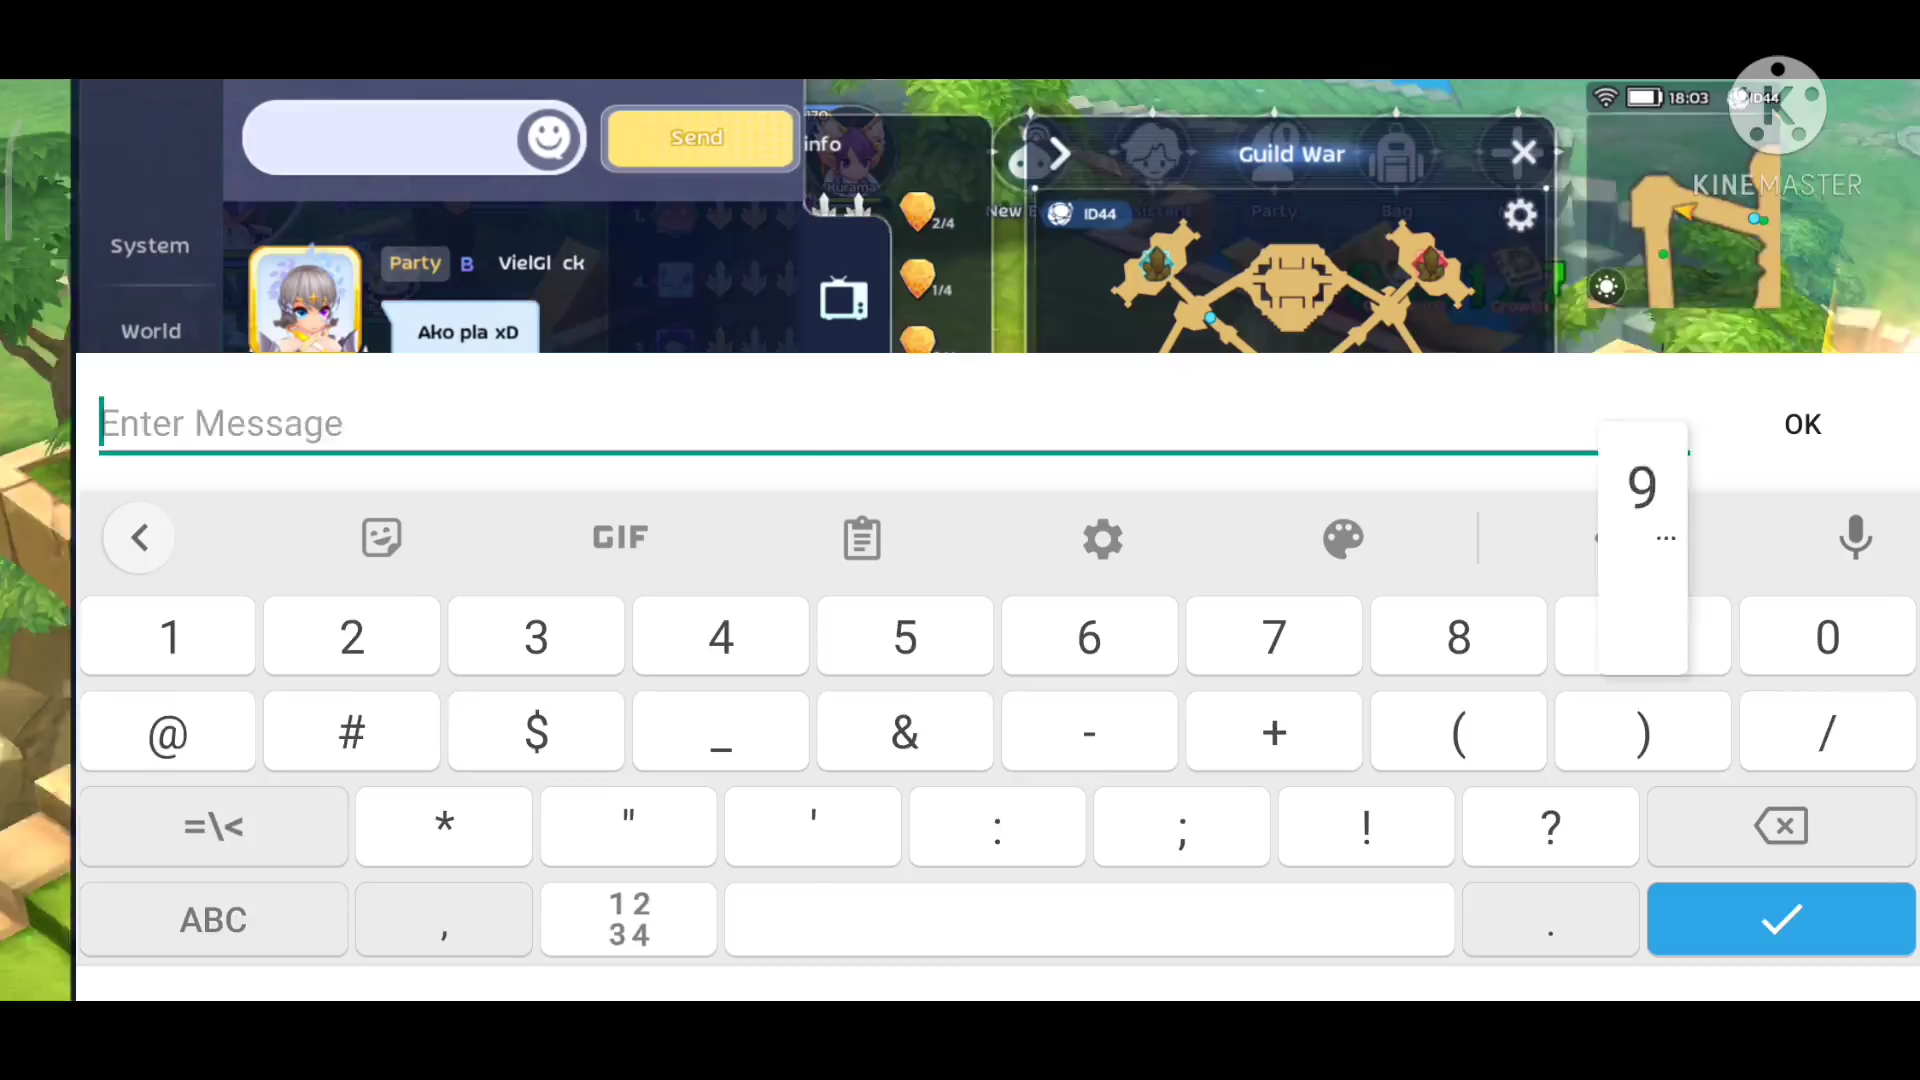 Send
info
Guild War
18:03
ID44
KINEMASTER
Kurama
2/4
New
ID44
Party
Bag
System
Party B VielGl ck
1/4
World
Ako pla xD
Enter Message
OK
9
...
GIF
1 2 3 4 5 6 7 8 0
@ # $ _ & - + ( ) /
=\< * " ' : ; ! ?
ABC , 12 34 .